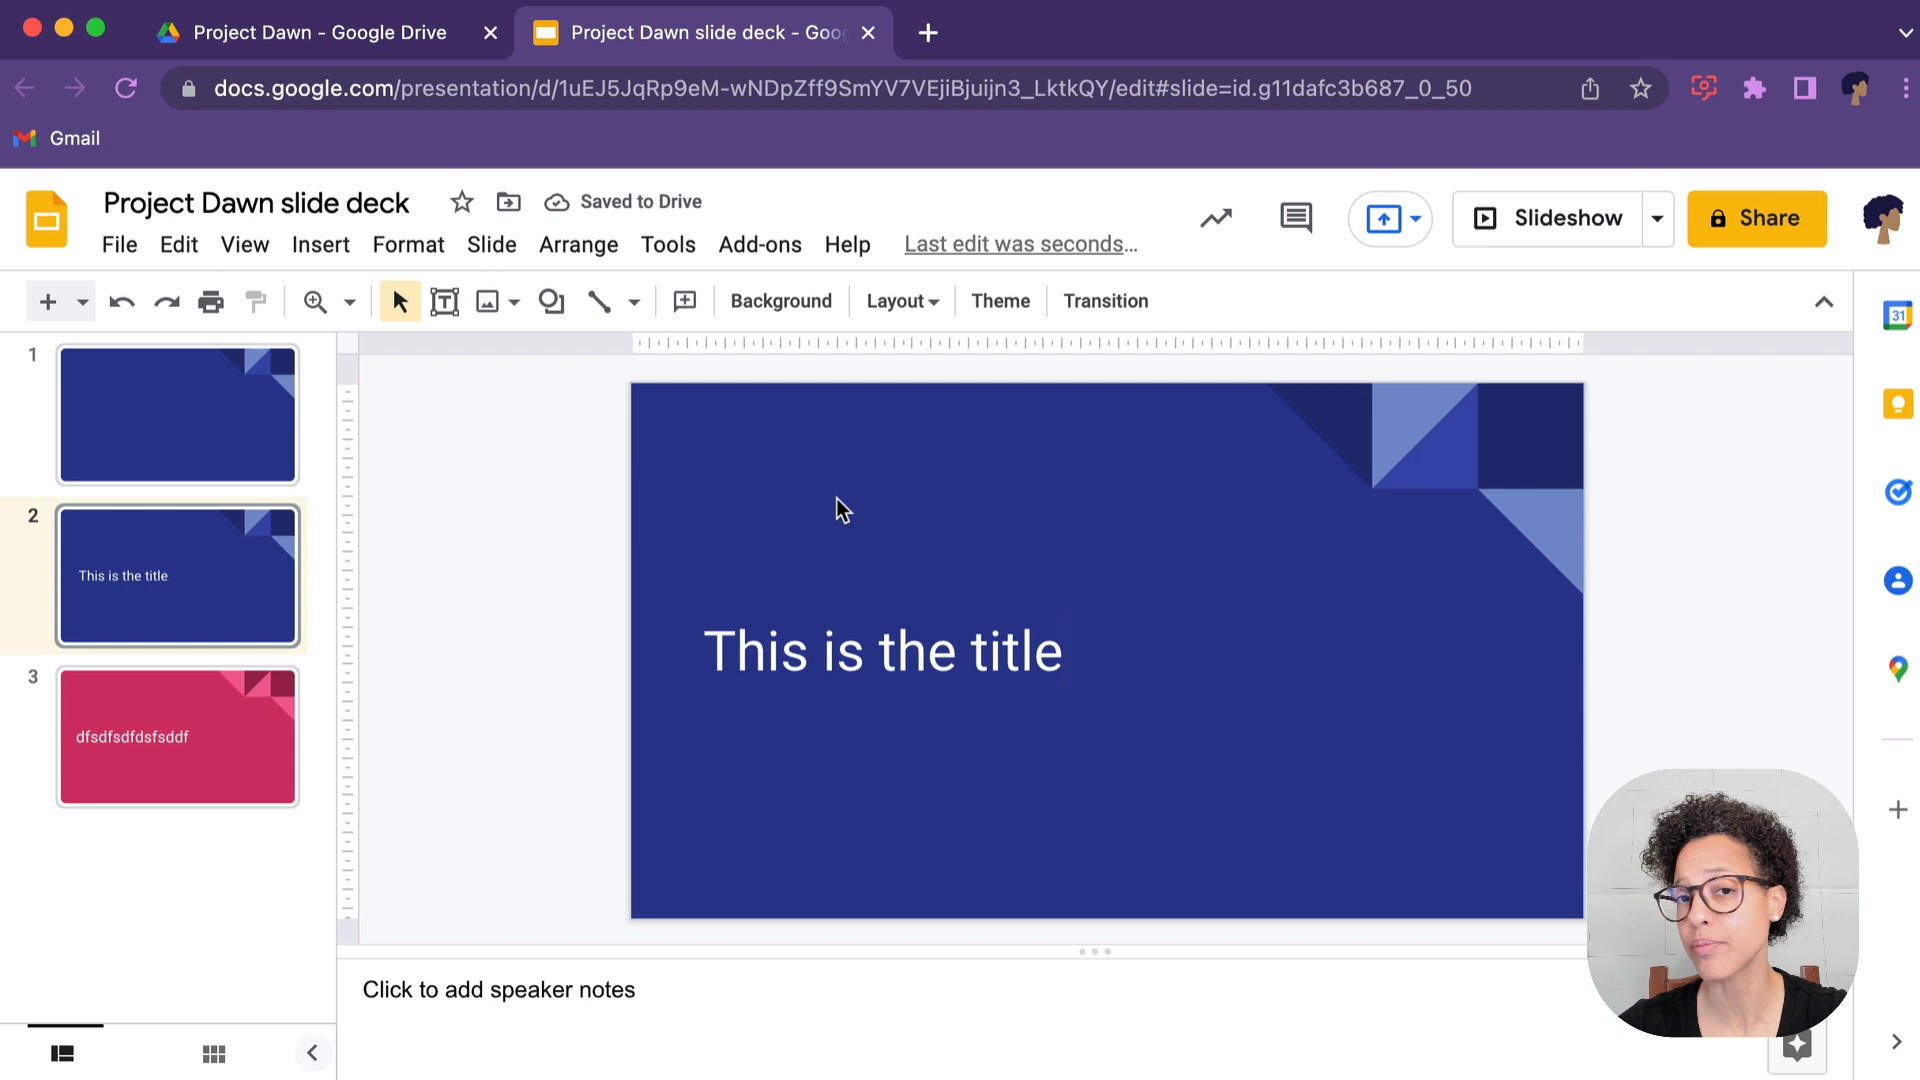 Project Dawn - Google Drive
Project Dawn slide deck - Goo
docs.google.com/presentation/d/1uEJ5JqRp9eM-wNDpZff9SmYV7VEjiBjuijn3_LktkQY/edit#slide=id.g11dafc3b687_0_50
Gmail
Project Dawn slide deck
Saved to Drive
Slideshow
Share
File Edit View Insert Format Slide Arrange Tools Add-ons Help Last edit was seconds...
Background Layout Theme Transition
31
1
2
This is the title
3
dfsdfsdfdsfsddf
This is the title
Click to add speaker notes